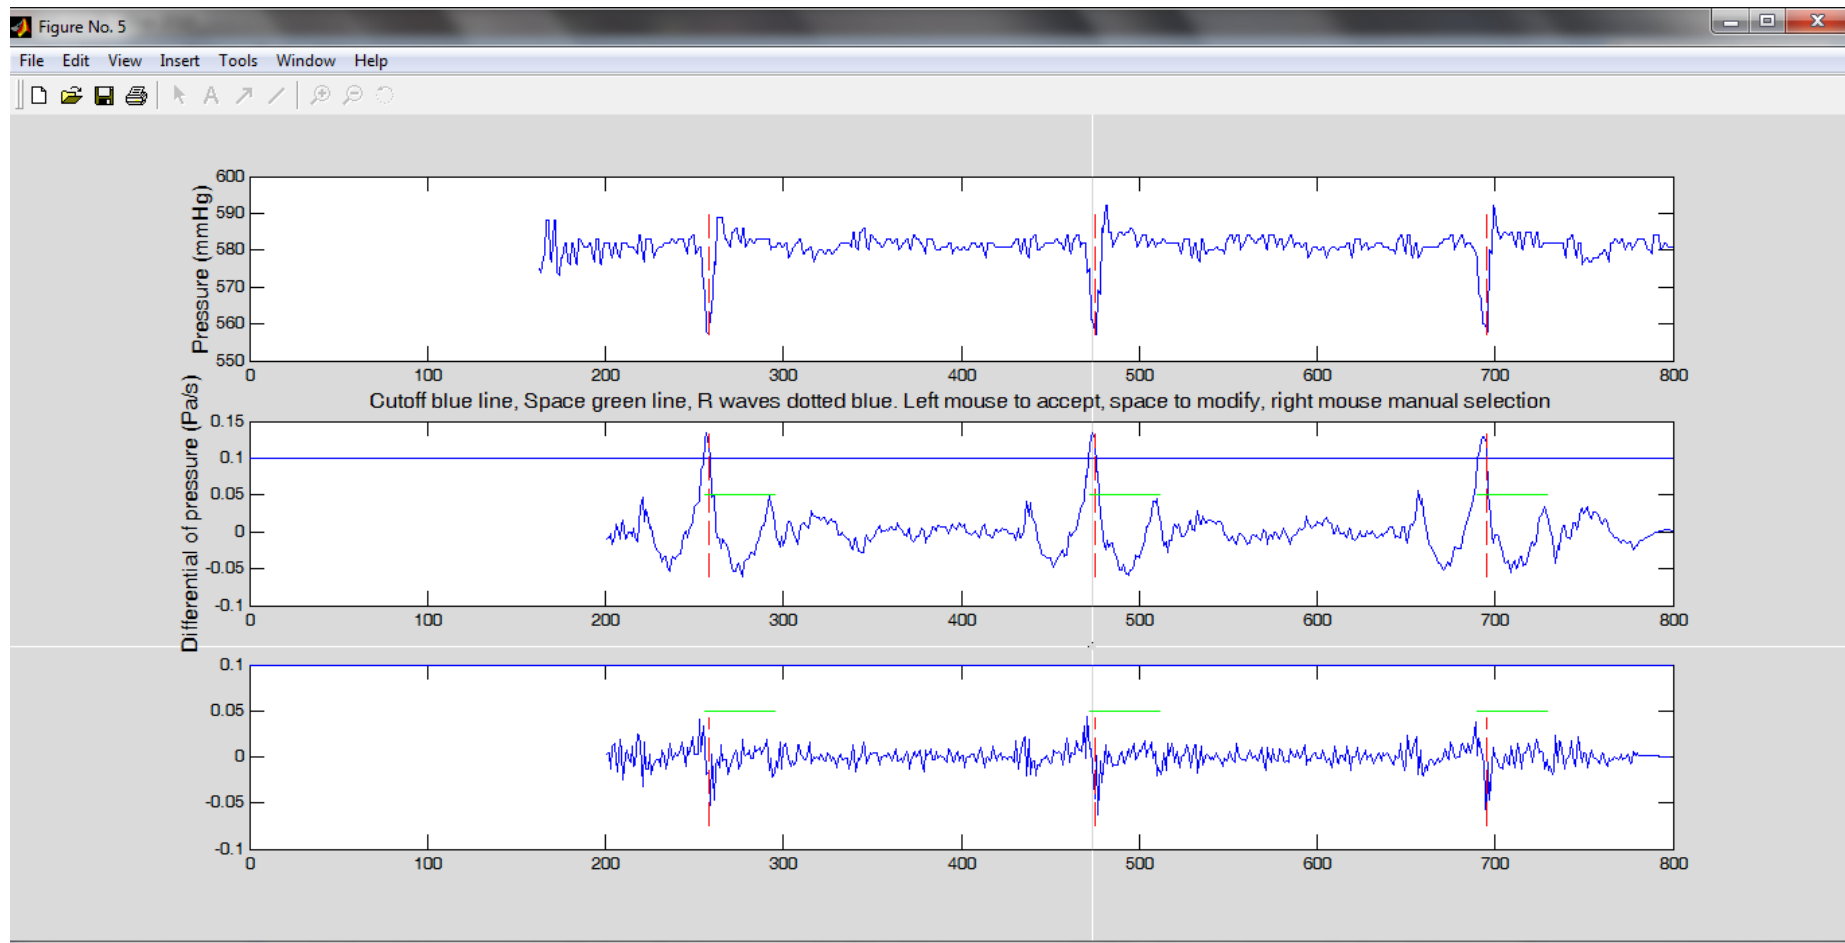 Figure No. 5
File Edit View Insert Tools Window Help
Pressure (mmHg)
600
590
580
570
560
550
0 100 200 300 400 500 600 700 800
Cutoff blue line, Space green line, R waves dotted blue. Left mouse to accept, space to modify, right mouse manual selection
Differential of pressure (Pa/s)
0.15
0.1
0.05
0
-0.05
-0.1
0 100 200 300 400 500 600 700 800
0.1
0.05
0
-0.05
-0.1
0 100 200 300 400 500 600 700 800